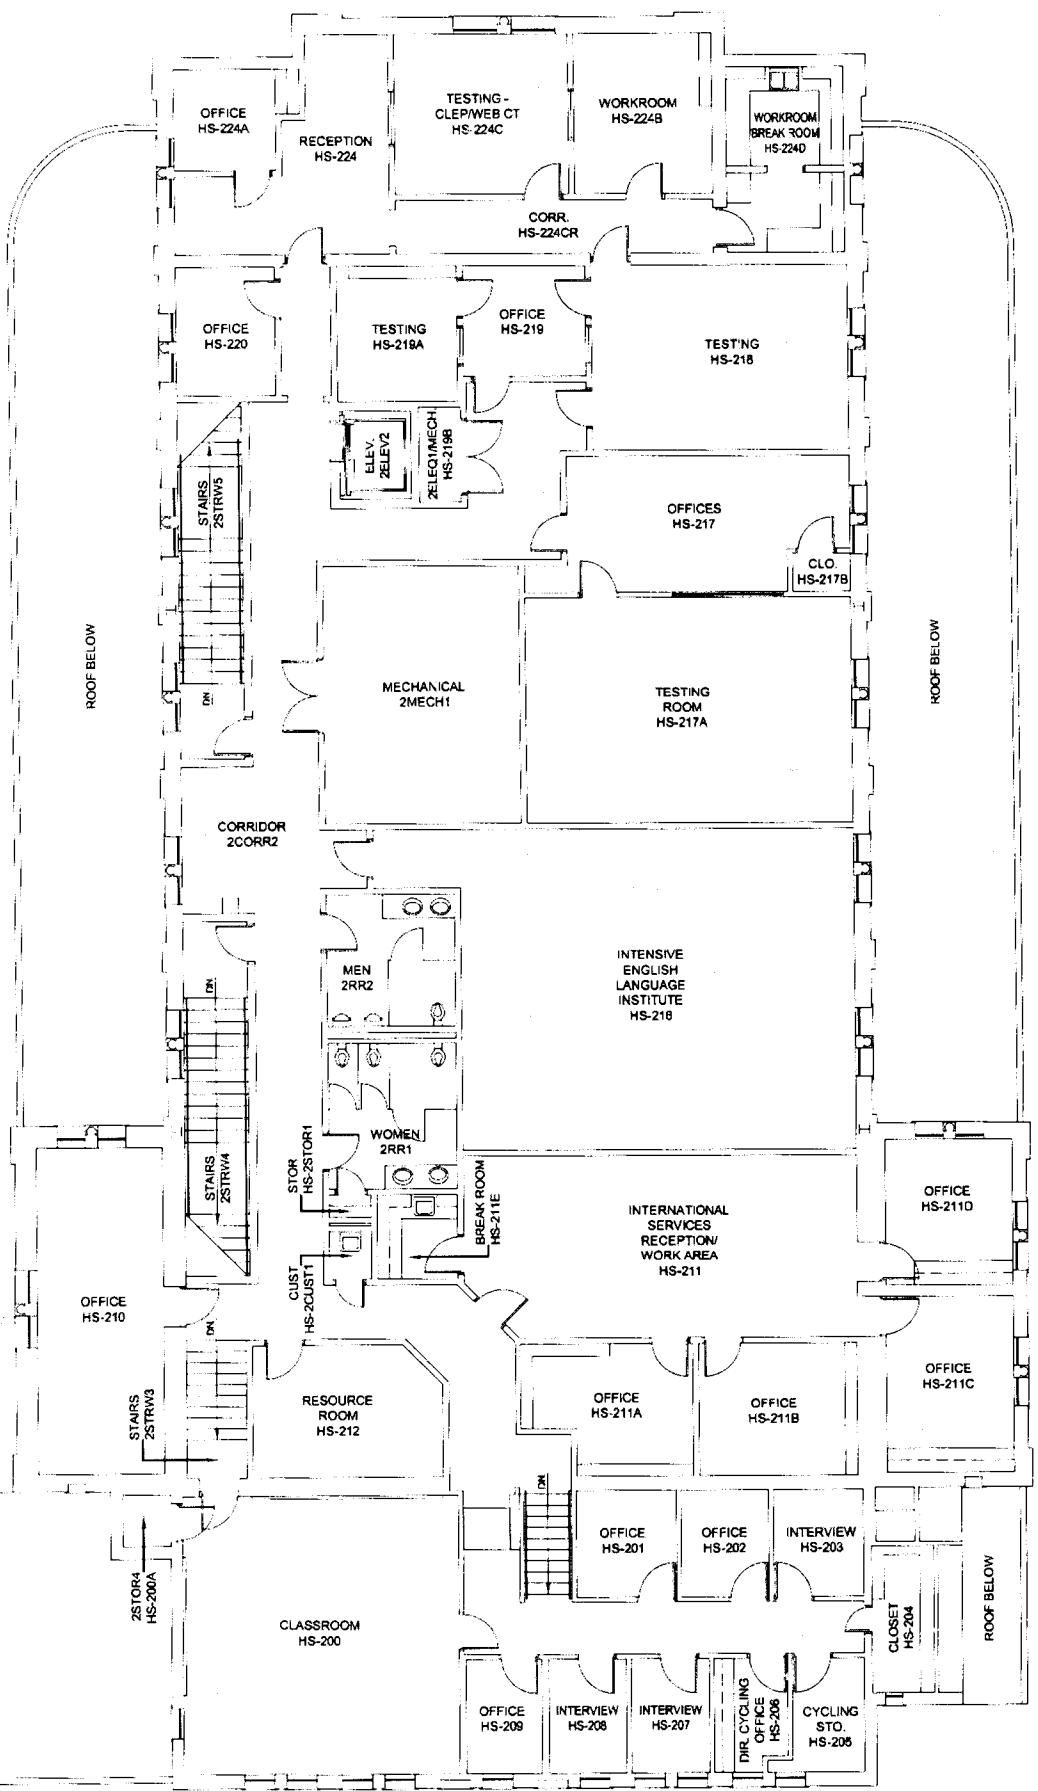 OFFICE
HS-224A
RECEPTION
HS-224
TESTING -
CLEP/WEB CT
HS-224C
WORKROOM
HS-224B
WORKROOM
BREAK ROOM
HS-224D
CORR.
HS-224CR
OFFICE
HS-220
TESTING
HS-219A
OFFICE
HS-219
TESTING
HS-218
ELEV.
2ELEV2
2ELEQ1/MECH.
HS-219B
STAIRS
2STRW5
OFFICES
HS-217
CLO.
HS-217B
ROOF BELOW
DN
MECHANICAL
2MECH1
TESTING
ROOM
HS-217A
ROOF BELOW
CORRIDOR
2CORR2
MEN
2RR2
DN
INTENSIVE
ENGLISH
LANGUAGE
INSTITUTE
HS-216
STAIRS
2STRW4
WOMEN
2RR1
STOR
HS-2STOR1
BREAK ROOM
HS-211E
INTERNATIONAL
SERVICES
RECEPTION/
WORK AREA
HS-211
OFFICE
HS-211D
OFFICE
HS-210
CUST
HS-2CUST1
DN
STAIRS
2STRW3
RESOURCE
ROOM
HS-212
OFFICE
HS-211A
OFFICE
HS-211B
OFFICE
HS-211C
DN
OFFICE
HS-201
OFFICE
HS-202
INTERVIEW
HS-203
2STOR4
HS-200A
CLASSROOM
HS-200
CLOSET
HS-204
ROOF BELOW
OFFICE
HS-209
INTERVIEW
HS-208
INTERVIEW
HS-207
DIR. CYCLING
OFFICE
HS-206
CYCLING
STO.
HS-205